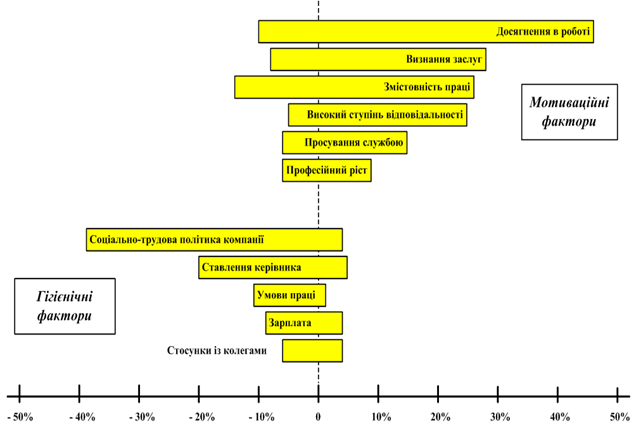 Досягнення в роботі
Визнання заслуг
Змістовність праці
Високий ступінь відповідальності
Просування службою
Професійний ріст
Мотиваційні
фактори
Соціально-трудова політика компанії
Ставлення керівника
Умови праці
Зарплата
Стосунки із колегами
Гігієнічні
фактори
- 50% - 40% - 30% - 20% - 10% 0 10% 20% 30% 40% 50%